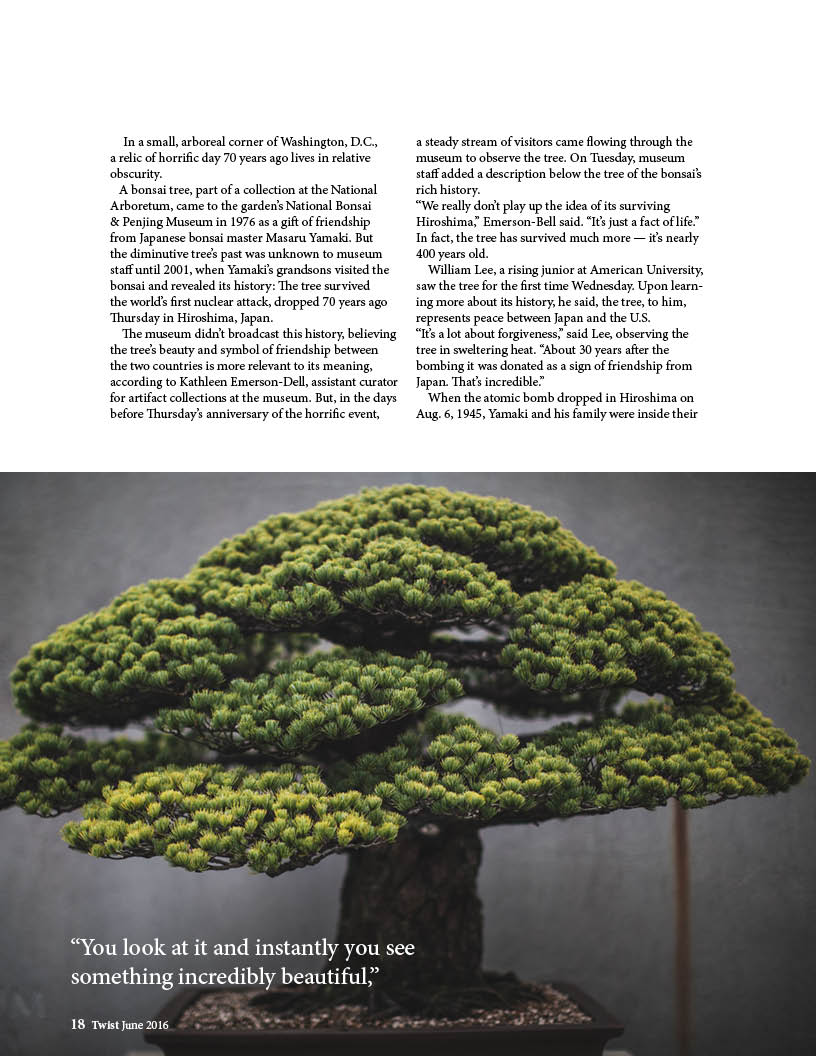 In a small, arboreal corner of Washington, D.C.,
a relic of horrific day 70 years ago lives in relative
obscurity.
A bonsai tree, part of a collection at the National
Arboretum, came to the garden’s National Bonsai
& Penjing Museum in 1976 as a gift of friendship
from Japanese bonsai master Masaru Yamaki. But
the diminutive tree’s past was unknown to museum
staff until 2001, when Yamaki’s grandsons visited the
bonsai and revealed its history: The tree survived
the world’s first nuclear attack, dropped 70 years ago
Thursday in Hiroshima, Japan.
The museum didn’t broadcast this history, believing
the tree’s beauty and symbol of friendship between
the two countries is more relevant to its meaning,
according to Kathleen Emerson-Dell, assistant curator
for artifact collections at the museum. But, in the days
before Thursday’s anniversary of the horrific event,
a steady stream of visitors came flowing through the
museum to observe the tree. On Tuesday, museum
staff added a description below the tree of the bonsai’s
rich history.
“We really don’t play up the idea of its surviving
Hiroshima,” Emerson-Bell said. “It’s just a fact of life.”
In fact, the tree has survived much more — it’s nearly
400 years old.
William Lee, a rising junior at American University,
saw the tree for the first time Wednesday. Upon learn-
ing more about its history, he said, the tree, to him,
represents peace between Japan and the U.S.
“It’s a lot about forgiveness,” said Lee, observing the
tree in sweltering heat. “About 30 years after the
bombing it was donated as a sign of friendship from
Japan. That’s incredible.”
When the atomic bomb dropped in Hiroshima on
Aug. 6, 1945, Yamaki and his family were inside their
“You look at it and instantly you see
something incredibly beautiful,”
18 Twist June 2016